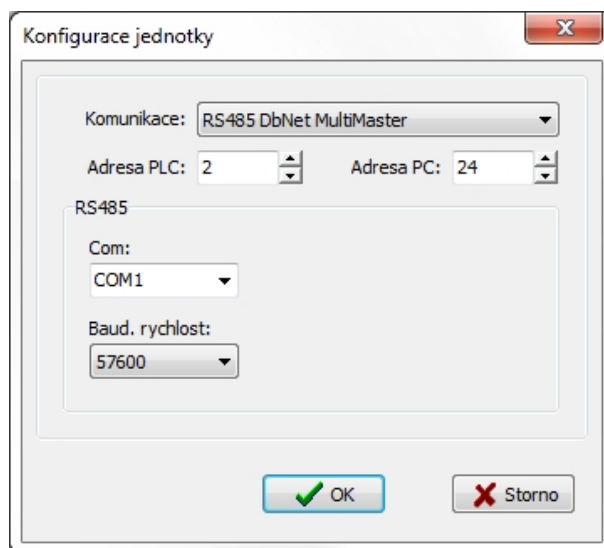 Konfigurace jednotky
Komunikace: RS485 DbNet MultiMaster
Adresa PLC: 2 Adresa PC: 24
RS485
Com:
COM1
Baud. rychlost:
57600
OK Storno